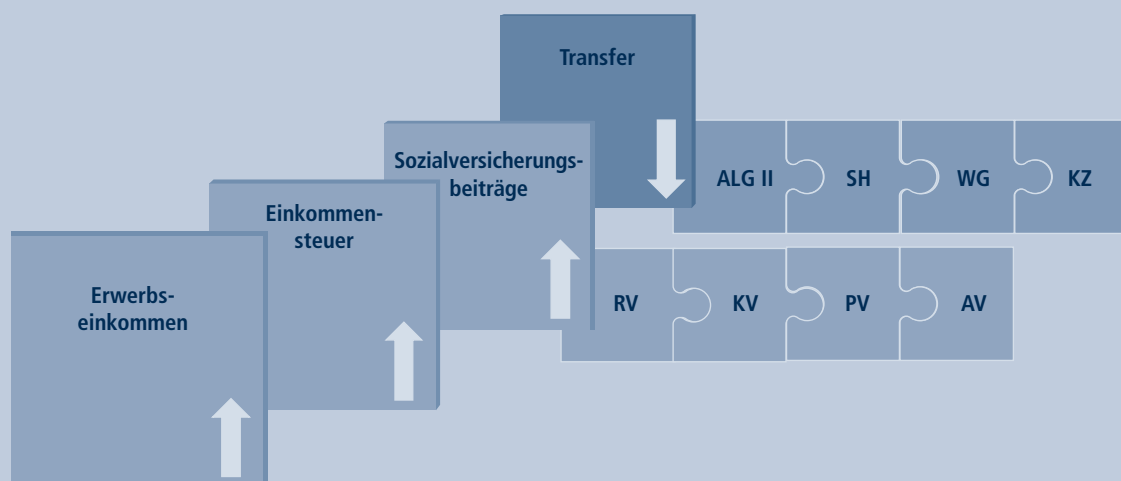 Transfer
Sozialversicherungs-
beiträge
ALG II SH WG KZ
Einkommen-
steuer
Erwerbs-
einkommen
RV KV PV AV